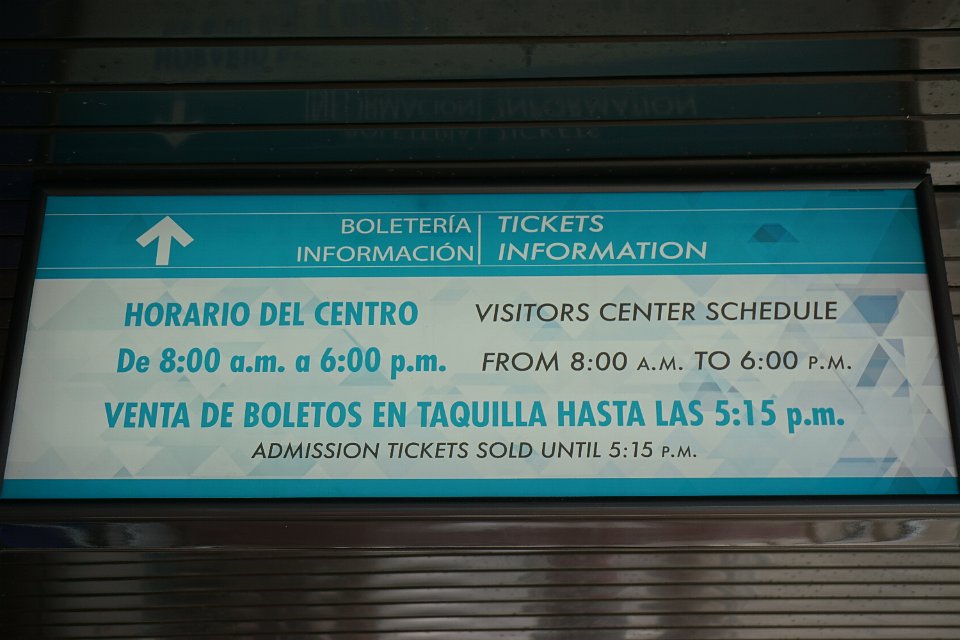 BOLETERÍA TICKETS
INFORMACIÓN INFORMATION
HORARIO DEL CENTRO VISITORS CENTER SCHEDULE
De 8:00 a.m. a 6:00 p.m. FROM 8:00 A.M. TO 6:00 P.M.
VENTA DE BOLETOS EN TAQUILLA HASTA LAS 5:15 p.m.
ADMISSION TICKETS SOLD UNTIL 5:15 P.M.